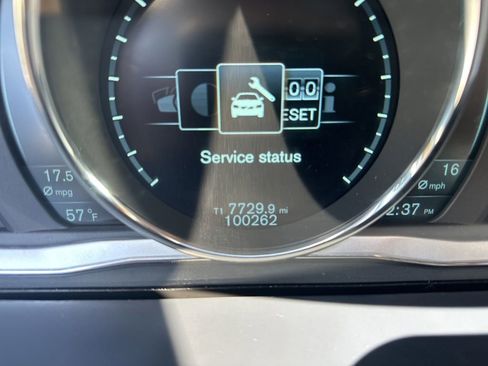 00
ESET
Service status
17.5
Ø mpg
16
Ø mph
T1 7729.9 mi
57 °F
2:37 PM
100262